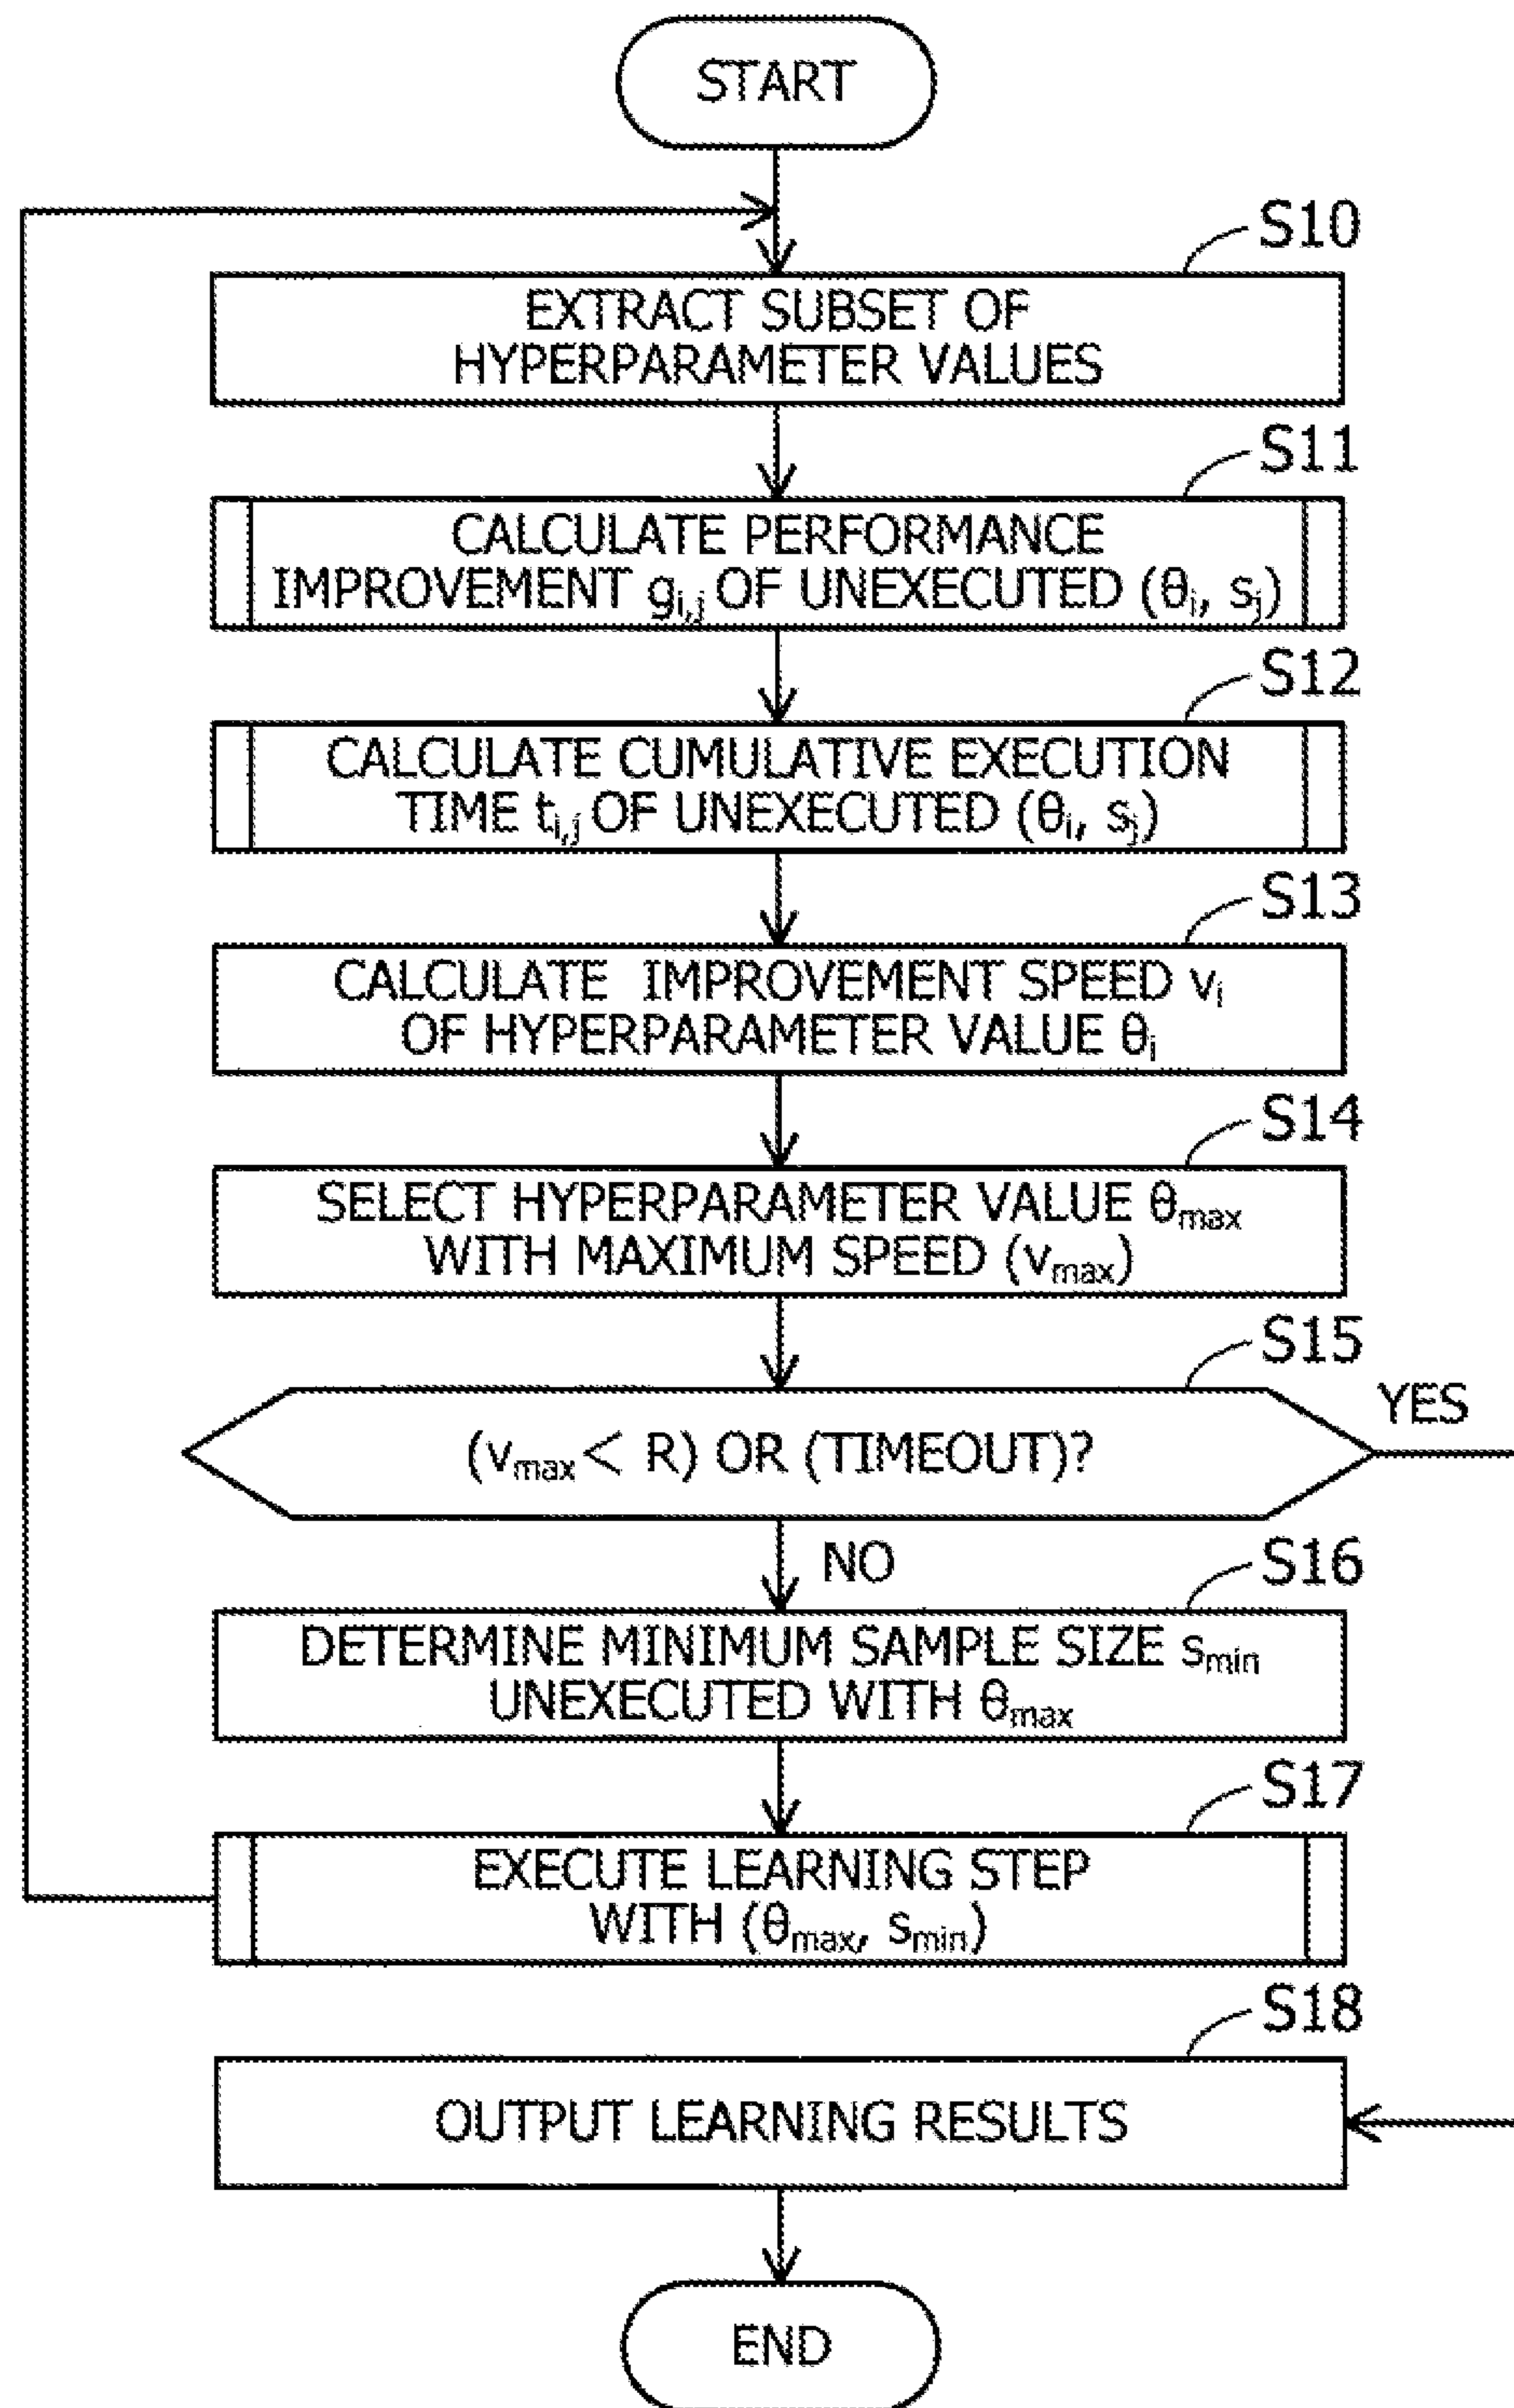 START
S10
EXTRACT SUBSET OF
HYPERPARAMETER VALUES
S11
CALCULATE PERFORMANCE
IMPROVEMENT gi,j OF UNEXECUTED (θi, sj)
S12
CALCULATE CUMULATIVE EXECUTION
TIME ti,j OF UNEXECUTED (θi, sj)
S13
CALCULATE IMPROVEMENT SPEED vi
OF HYPERPARAMETER VALUE θi
S14
SELECT HYPERPARAMETER VALUE θmax
WITH MAXIMUM SPEED (vmax)
S15
YES
(vmax < R) OR (TIMEOUT)?
NO
S16
DETERMINE MINIMUM SAMPLE SIZE smin
UNEXECUTED WITH θmax
S17
EXECUTE LEARNING STEP
WITH (θmax, smin)
S18
OUTPUT LEARNING RESULTS
END